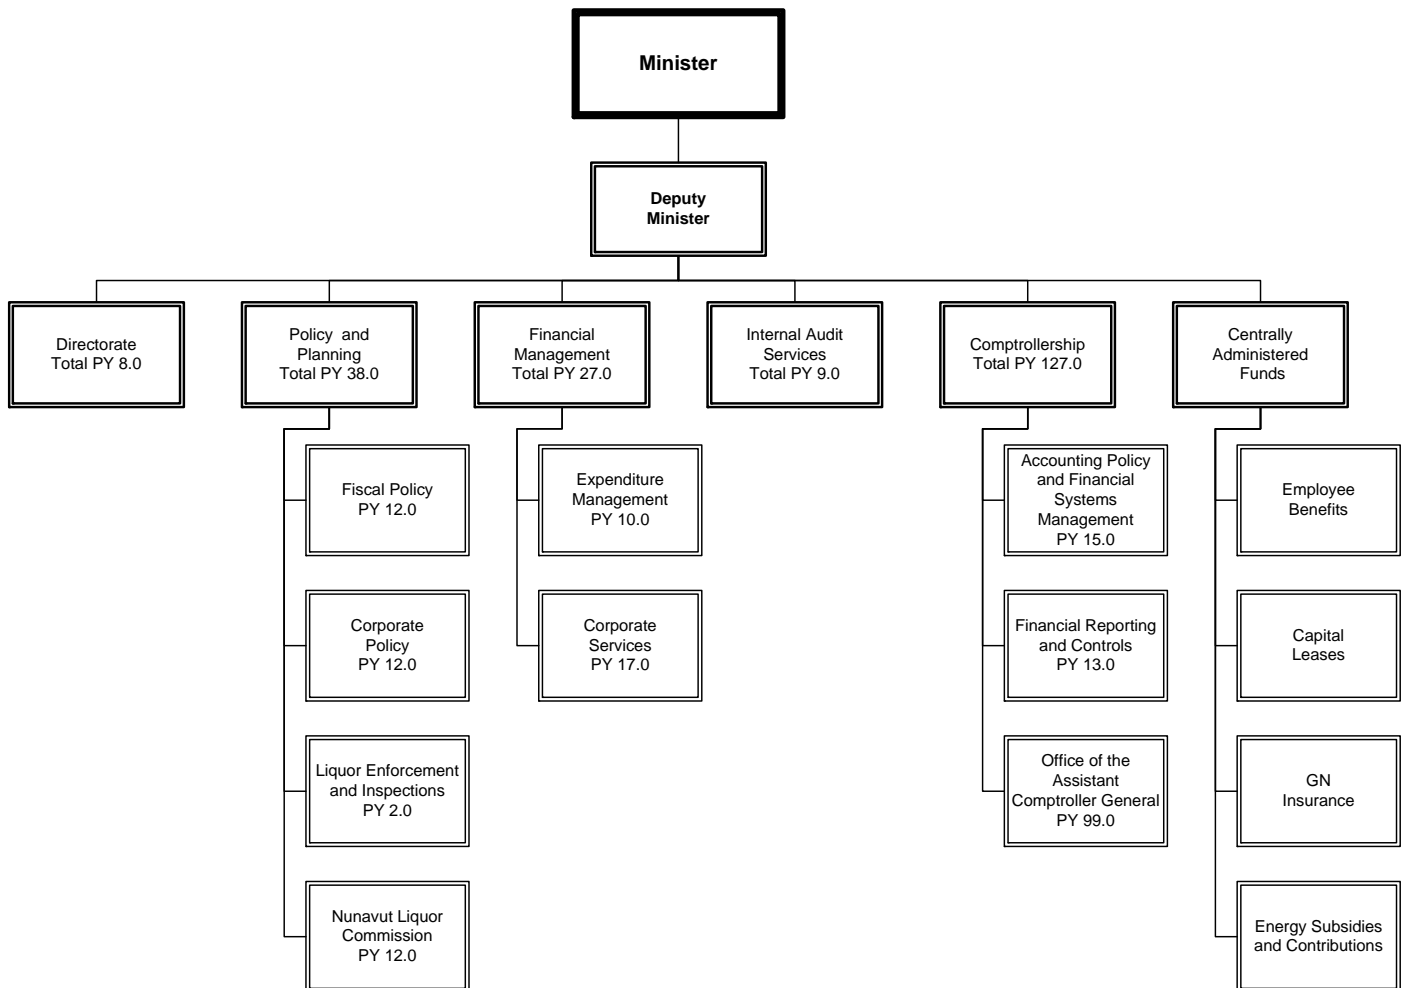 Minister
Deputy
Minister
Directorate
Total PY 8.0
Policy and
Planning
Total PY 38.0
Financial
Management
Total PY 27.0
Internal Audit
Services
Total PY 9.0
Comptrollership
Total PY 127.0
Centrally
Administered
Funds
Fiscal Policy
PY 12.0
Expenditure
Management
PY 10.0
Accounting Policy
and Financial
Systems
Management
PY 15.0
Employee
Benefits
Corporate
Policy
PY 12.0
Corporate
Services
PY 17.0
Financial Reporting
and Controls
PY 13.0
Capital
Leases
Liquor Enforcement
and Inspections
PY 2.0
Office of the
Assistant
Comptroller General
PY 99.0
GN
Insurance
Nunavut Liquor
Commission
PY 12.0
Energy Subsidies
and Contributions